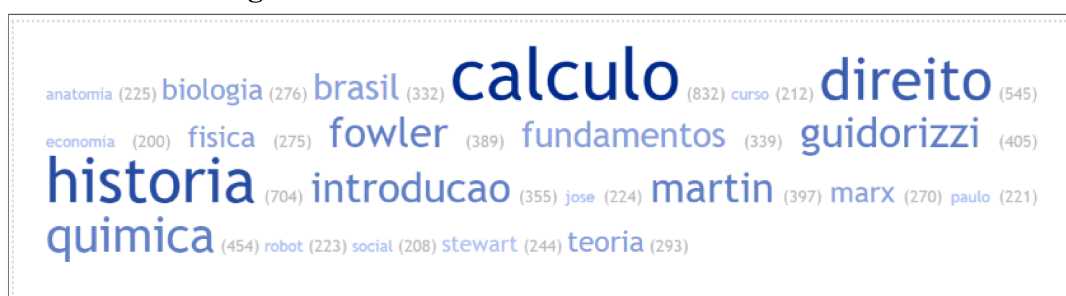 anatomia (225) biologia (276) brasil (332) calculo (832) curso (212) direito (545)
economia (200) fisica (275) fowler (389) fundamentos (339) guidorizzi (405)
historia (704) introducao (355) jose (224) martin (397) marx (270) paulo (221)
quimica (454) robot (223) social (208) stewart (244) teoria (293)